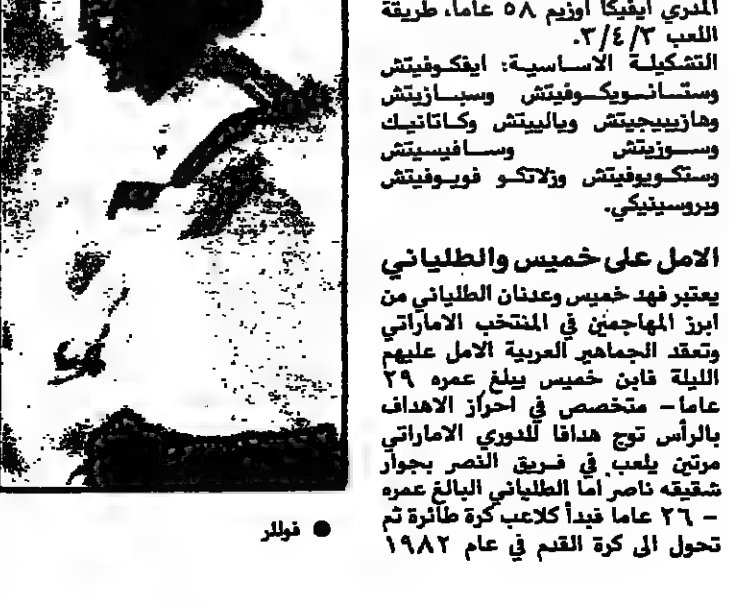 المدري ايفيكا اوزيم ٥٨ عاما، طريقة
اللعب ٣/٤/٣.
التشكيلة الاساسية: ايفكوفيتش
وستانويكوفيتش وسبازيتش
وهازيبيجيتش ويالييتش وكاتانيك
وسوزيتش وسافيسيتش
وستكويوفيتش وزلاتكو فويوفيتش
وبروسينيكي.
الامل على خميس والطلياني
يعتبر فهد خميس وعدنان الطلياني من
ابرز المهاجمين في المنتخب الاماراتي
وتعقد الجماهير العربية الامل عليهم
الليلة فابن خميس يبلغ عمره ٢٩
عاما – متخصص في احراز الاهداف
بالرأس توج هدافا للدوري الاماراتي
مرتين يلعب في فريق النصر بجوار
شقيقه ناصر اما الطلياني البالغ عمره
– ٢٦ عاما فبدأ كلاعب كرة طائرة ثم
تحول الى كرة القدم في عام ١٩٨٢
● فوللر